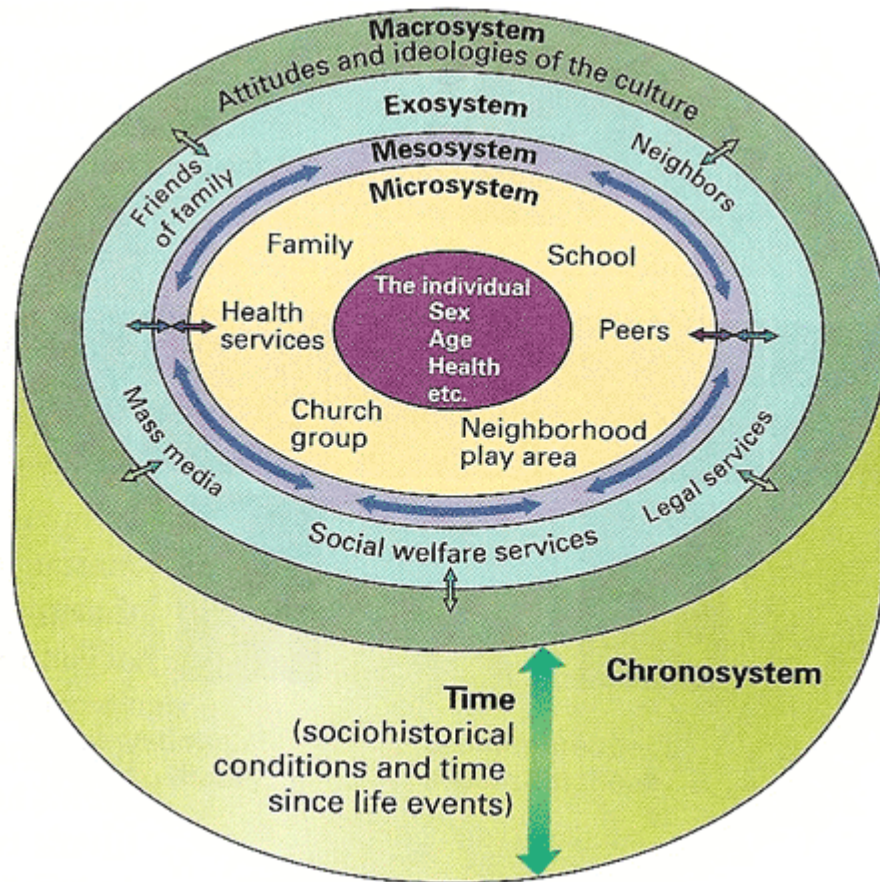 Macrosystem
Attitudes and ideologies of the culture
Exosystem
Mesosystem
Microsystem
Friends
of family
Neighbors
Family
School
The individual
Sex
Age
Health
etc.
Health
services
Peers
Church
group
Neighborhood
play area
Mass media
Social welfare services
Legal services
Chronosystem
Time
(sociohistorical
conditions and time
since life events)